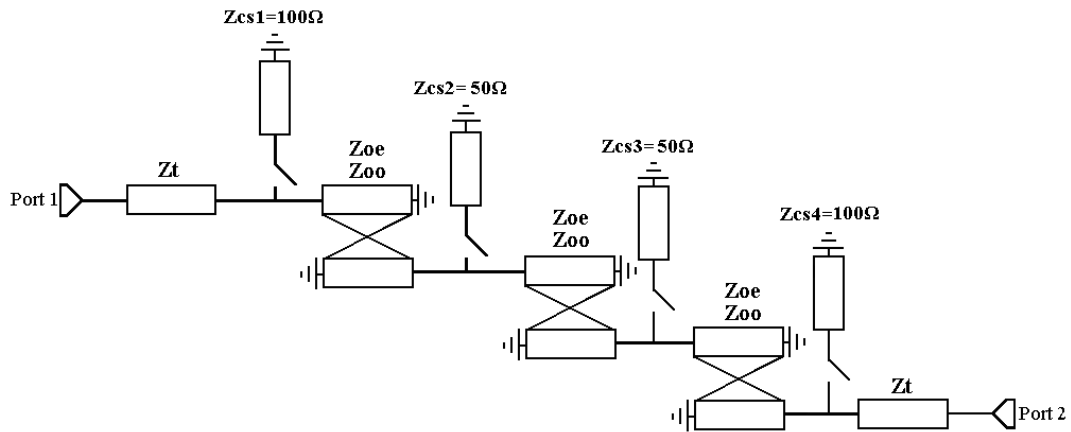 Zcs1=100Ω
Zcs2= 50Ω
Zcs3=50Ω
Zoe
Zoo
Zt
Port 1
Zcs4=100Ω
Zoe
Zoo
Zoe
Zoo
Zt
Port 2